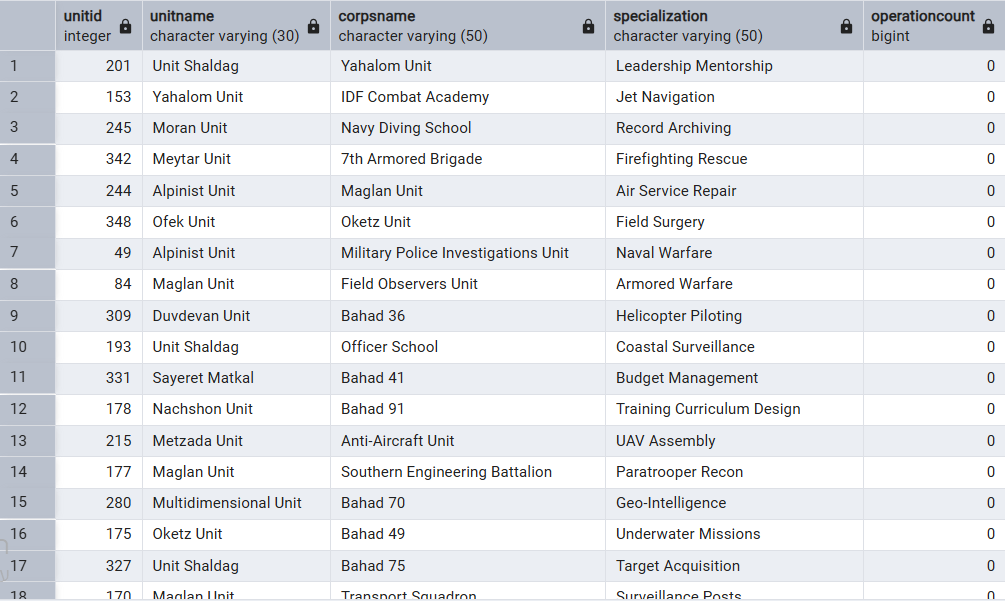 unitid unitname corpsname specialization operationcount
integer character varying (30) character varying (50) character varying (50) bigint
1 201 Unit Shaldag Yahalom Unit Leadership Mentorship 0
2 153 Yahalom Unit IDF Combat Academy Jet Navigation 0
3 245 Moran Unit Navy Diving School Record Archiving 0
4 342 Meytar Unit 7th Armored Brigade Firefighting Rescue 0
5 244 Alpinist Unit Maglan Unit Air Service Repair 0
6 348 Ofek Unit Oketz Unit Field Surgery 0
7 49 Alpinist Unit Military Police Investigations Unit Naval Warfare 0
8 84 Maglan Unit Field Observers Unit Armored Warfare 0
9 309 Duvdevan Unit Bahad 36 Helicopter Piloting 0
10 193 Unit Shaldag Officer School Coastal Surveillance 0
11 331 Sayeret Matkal Bahad 41 Budget Management 0
12 178 Nachshon Unit Bahad 91 Training Curriculum Design 0
13 215 Metzada Unit Anti-Aircraft Unit UAV Assembly 0
14 177 Maglan Unit Southern Engineering Battalion Paratrooper Recon 0
15 280 Multidimensional Unit Bahad 70 Geo-Intelligence 0
16 175 Oketz Unit Bahad 49 Underwater Missions 0
17 327 Unit Shaldag Bahad 75 Target Acquisition 0
18 170 Maglan Unit Transport Squadron Surveillance Posts 0